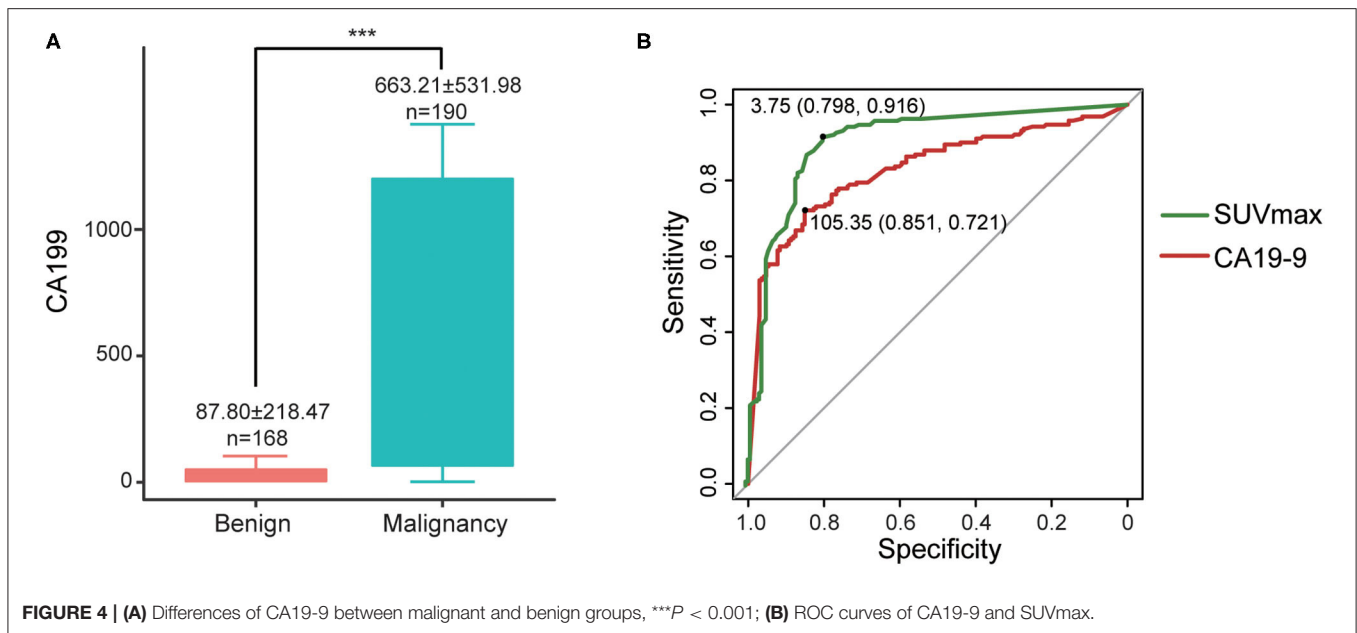 A
***
663.21±531.98
n=190
1000
CA199
500
87.80±218.47
n=168
0
Benign
Malignancy
B
1.0
3.75 (0.798, 0.916)
0.8
105.35 (0.851, 0.721)
0.6
Sensitivity
0.4
0.2
0.0
1.0 0.8 0.6 0.4 0.2 0
Specificity
SUVmax
CA19-9
FIGURE 4 | (A) Differences of CA19-9 between malignant and benign groups, ***P < 0.001; (B) ROC curves of CA19-9 and SUVmax.